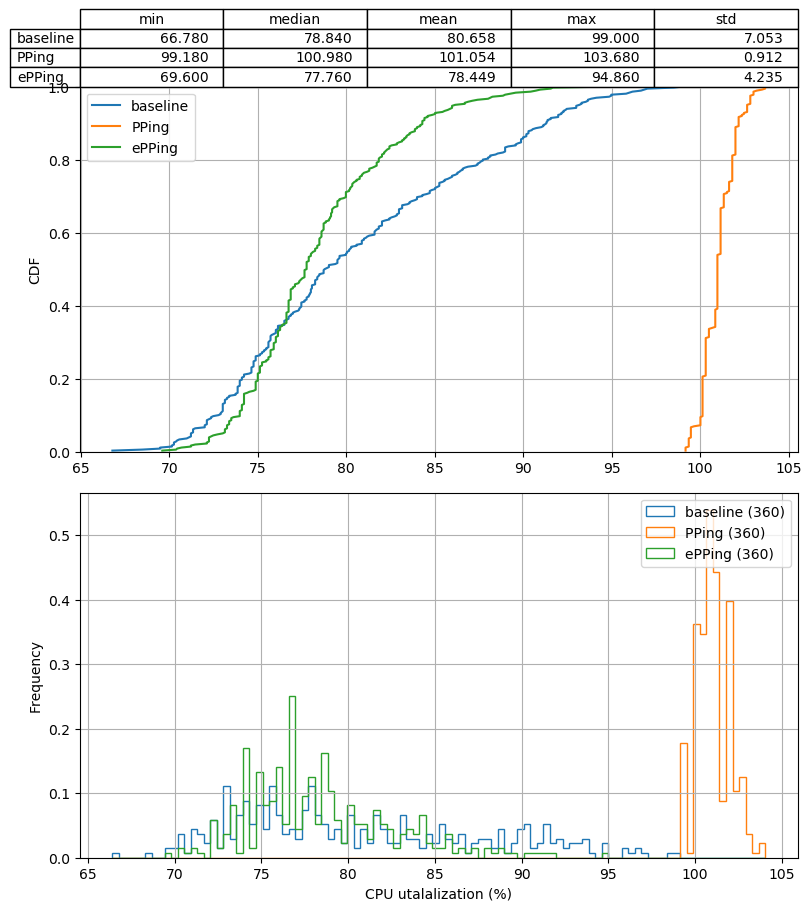 min median mean max std
baseline 66.780 78.840 80.658 99.000 7.053
PPing 99.180 100.980 101.054 103.680 0.912
ePPing 69.600 77.760 78.449 94.860 4.235
1.0
0.8
0.6
0.4
0.2
0.0
CDF
baseline
PPing
ePPing
65 70 75 80 85 90 95 100 105
0.5
0.4
0.3
0.2
0.1
0.0
Frequency
baseline (360)
PPing (360)
ePPing (360)
65 70 75 80 85 90 95 100 105
CPU utalalization (%)